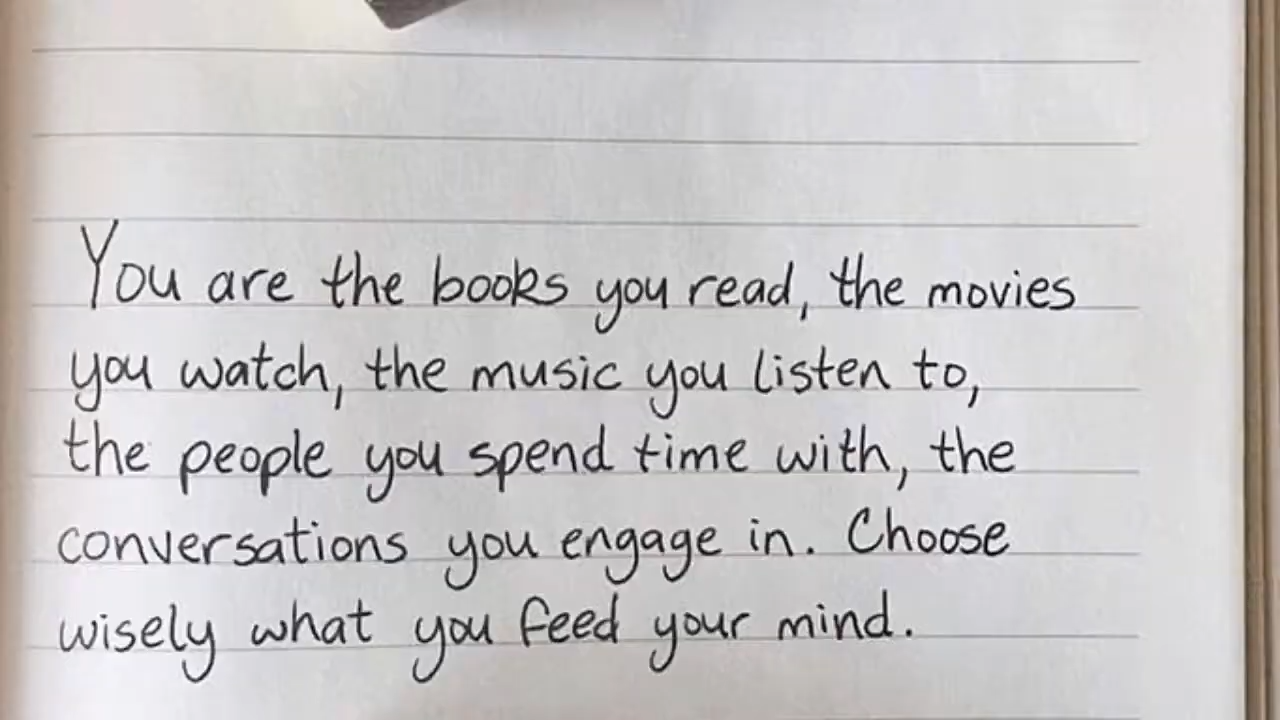 You are the books you read, the movies
you watch, the music you listen to,
the people you spend time with, the
conversations you engage in. Choose
wisely what you feed your mind.